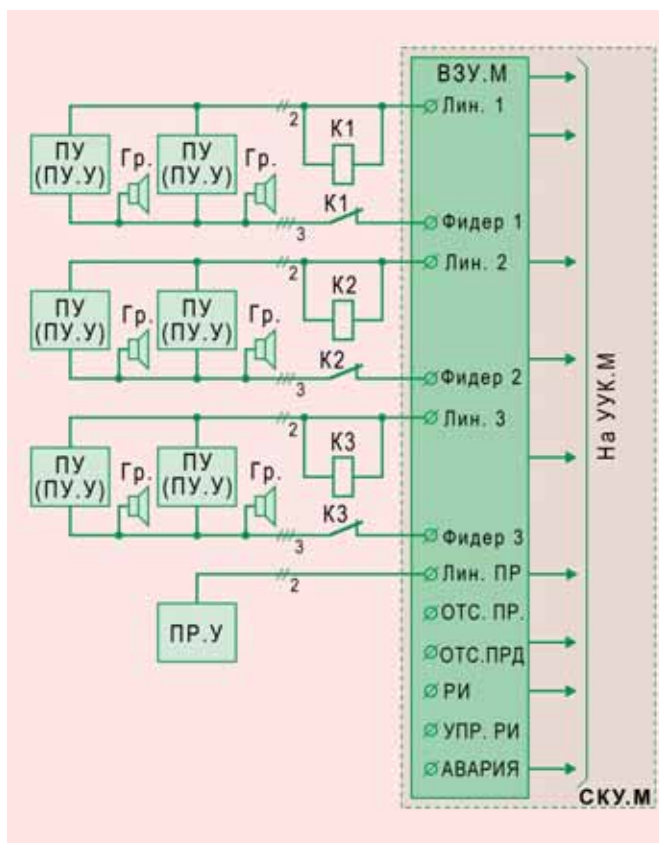 ВЗУ.М
Лин. 1
2
К1
ПУ
(ПУ.У)
Гр.
ПУ
(ПУ.У)
Гр.
К1
3
Фидер 1
Лин. 2
2
К2
ПУ
(ПУ.У)
Гр.
ПУ
(ПУ.У)
Гр.
К2
3
Фидер 2
Лин. 3
2
К3
ПУ
(ПУ.У)
Гр.
ПУ
(ПУ.У)
Гр.
К3
3
Фидер 3
Лин. ПР
2
ПР.У
ОТС. ПР.
ОТС.ПРД
РИ
УПР. РИ
АВАРИЯ
На УУК.М
СКУ.М